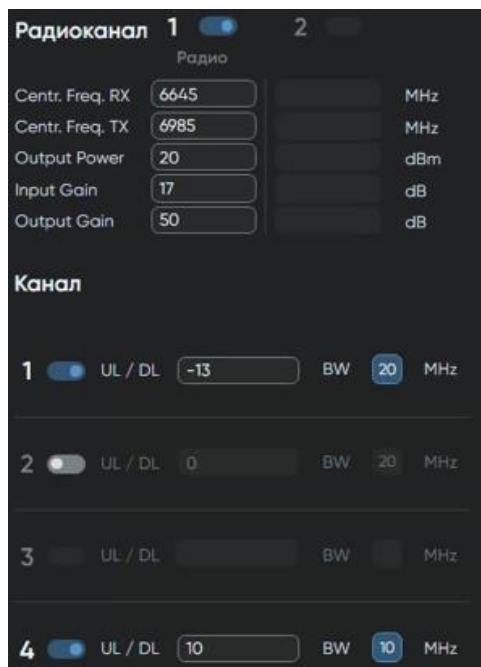 Радиоканал 1 2
Радио
Centr. Freq. RX 6645 MHz
Centr. Freq. TX 6985 MHz
Output Power 20 dBm
Input Gain 17 dB
Output Gain 50 dB
Канал
1 UL / DL -13 BW 20 MHz
2 UL / DL 0 BW 20 MHz
3 UL / DL BW MHz
4 UL / DL 10 BW 10 MHz